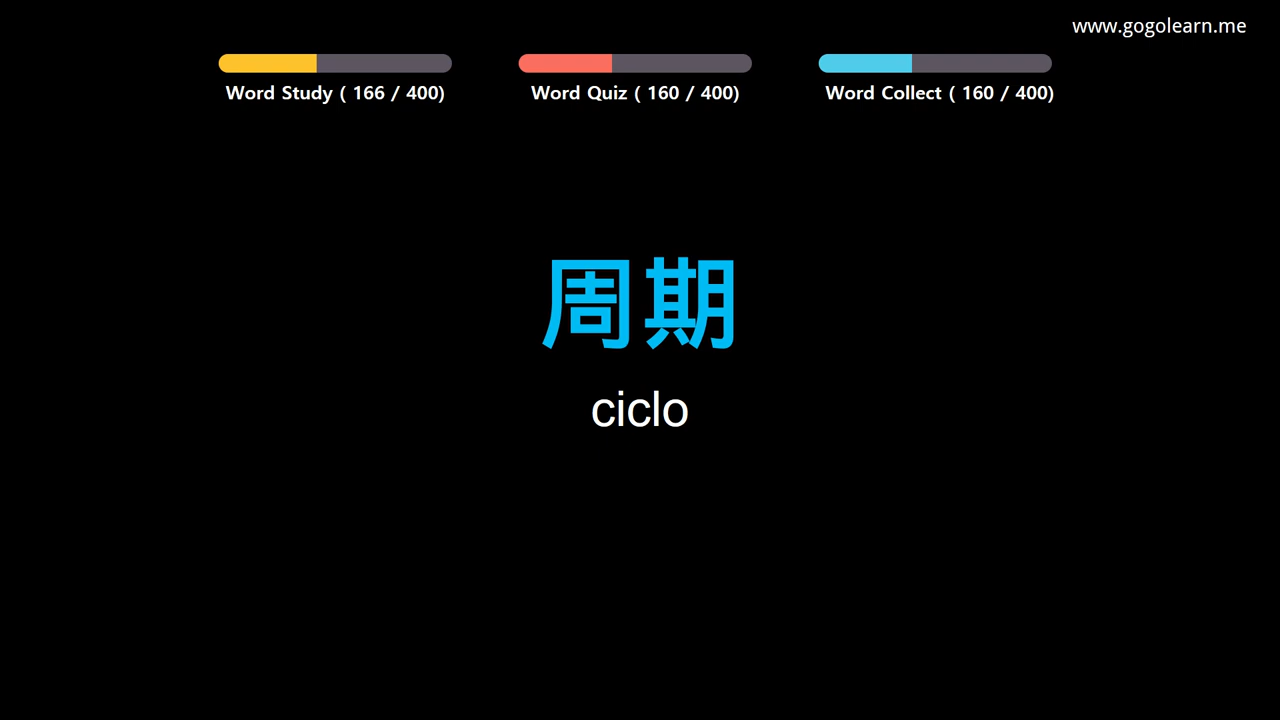 www.gogolearn.me
Word Study ( 166 / 400)
Word Quiz ( 160 / 400)
Word Collect ( 160 / 400)
周期
ciclo